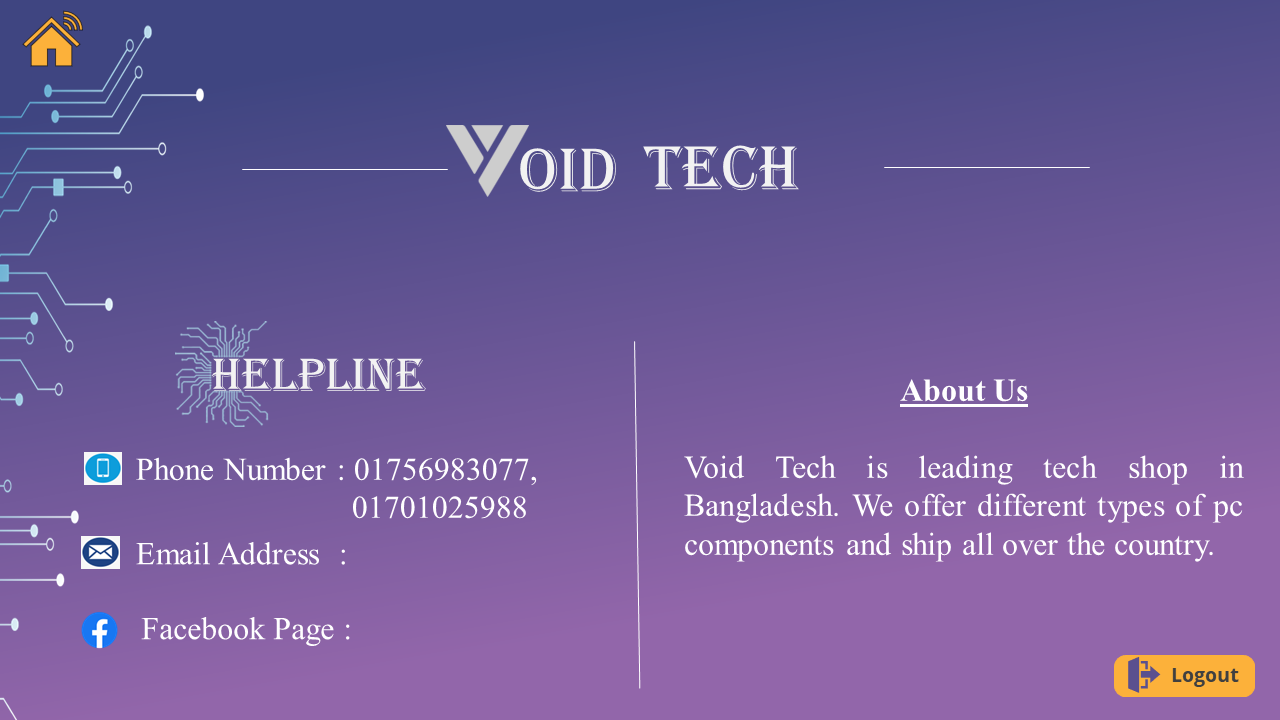 VOID TECH
HELPLINE
Phone Number : 01756983077,
01701025988
Email Address :
Facebook Page :
About Us
Void Tech is leading tech shop in
Bangladesh. We offer different types of pc
components and ship all over the country.
Logout